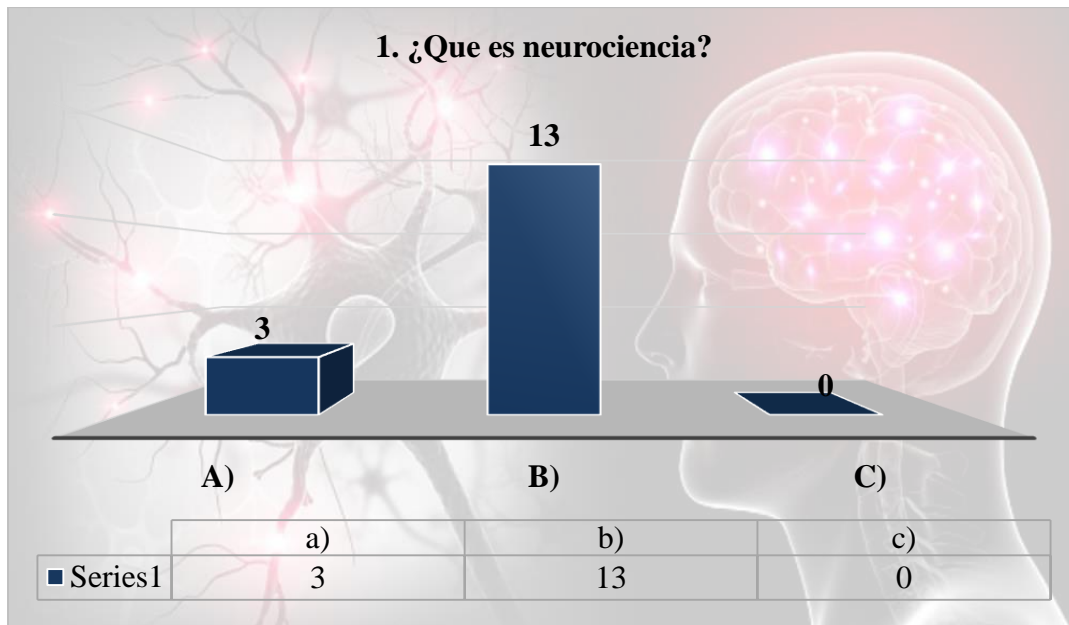 1. ¿Que es neurociencia?
13
3
0
A) B) C)
a) b) c)
Series1 3 13 0